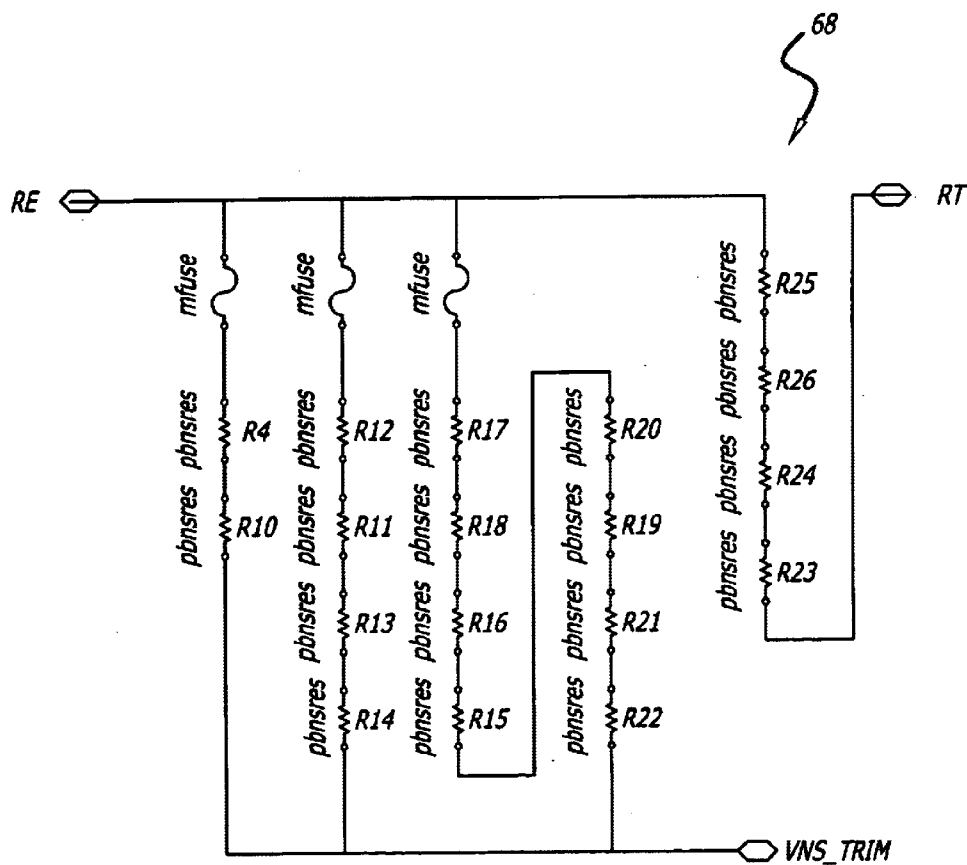 68
RE
RT
mfuse
mfuse
mfuse
pbnsres R25
pbnsres R26
pbnsres R4
pbnsres R12
pbnsres R17
pbnsres R20
pbnsres R24
pbnsres R10
pbnsres R11
pbnsres R18
pbnsres R19
pbnsres R23
pbnsres R13
pbnsres R16
pbnsres R21
pbnsres R14
pbnsres R15
pbnsres R22
VNS_TRIM